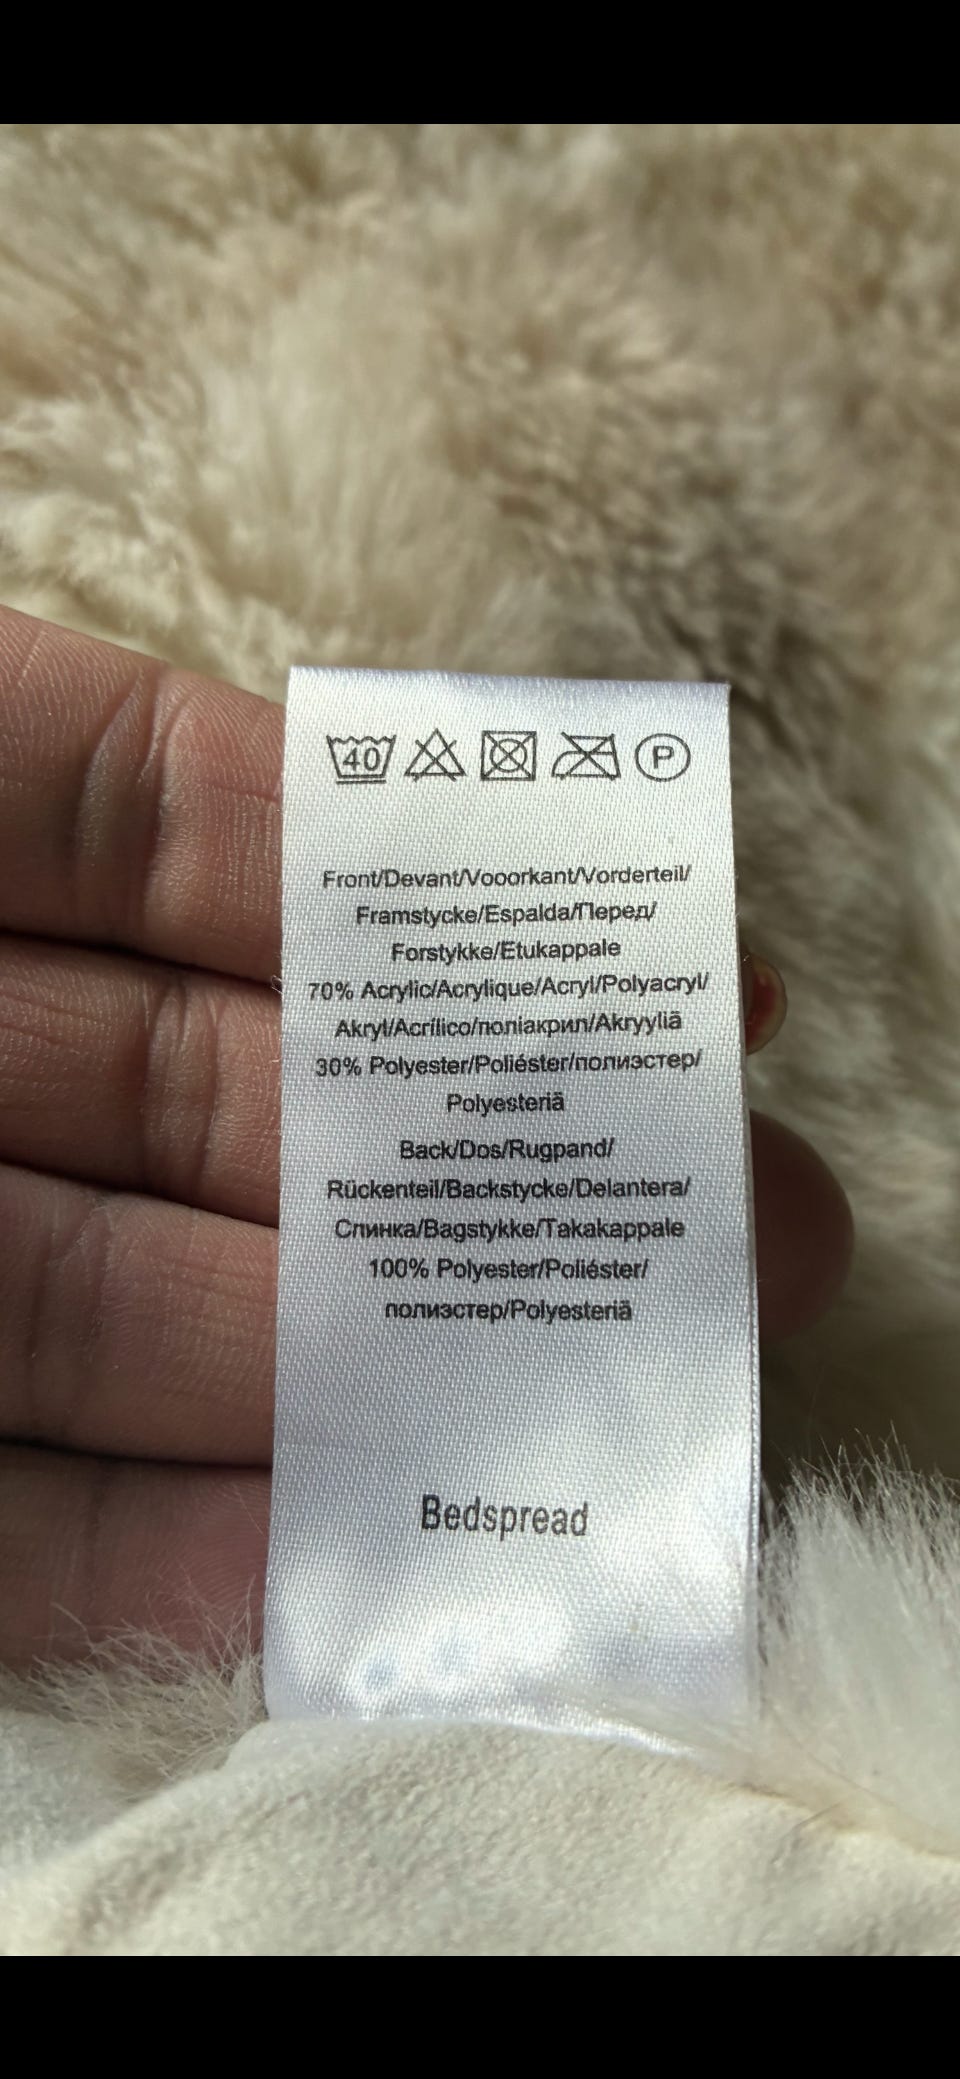 40 P
Front/Devant/Vooorkant/Vorderteil/
Framstycke/Espalda/Перед/
Forstykke/Etukappale
70% Acrylic/Acrylique/Acryl/Polyacryl/
Akryl/Acrílico/поліакрил/Akryyliä
30% Polyester/Poliéster/полиэстер/
Polyesteriä
Back/Dos/Rugpand/
Rückenteil/Backstycke/Delantera/
Спинка/Bagstykke/Takakappale
100% Polyester/Poliéster/
полиэстер/Polyesteriä
Bedspread